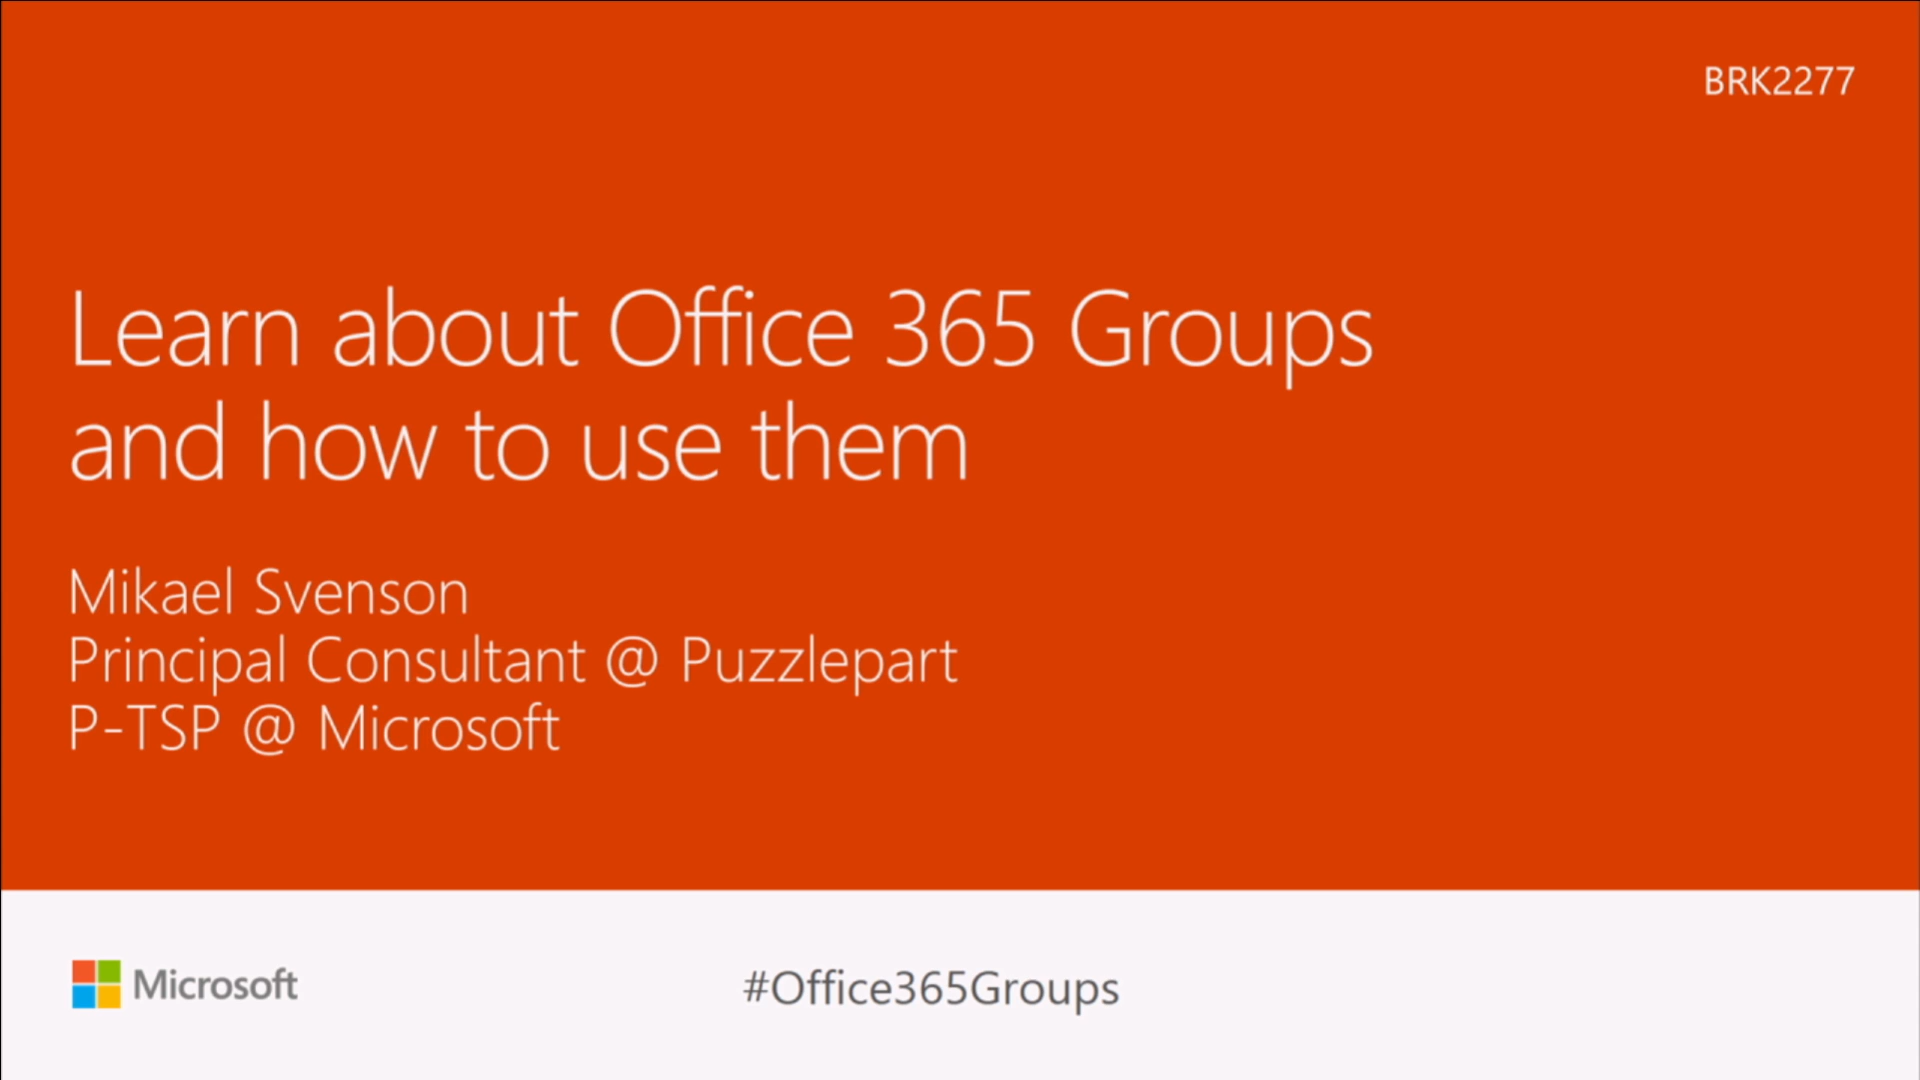 BRK2277
Learn about Office 365 Groups
and how to use them
Mikael Svenson
Principal Consultant @ Puzzlepart
P-TSP @ Microsoft
Microsoft
#Office365Groups